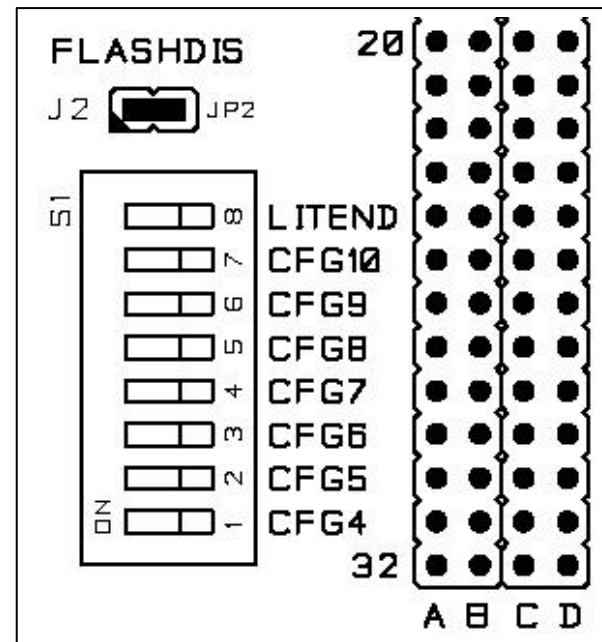 FLASHDIS 20
J2 JP2
S1
8 LITEND
7 CFG10
6 CFG9
5 CFG8
4 CFG7
3 CFG6
2 CFG5
ON 1 CFG4
32
A B C D